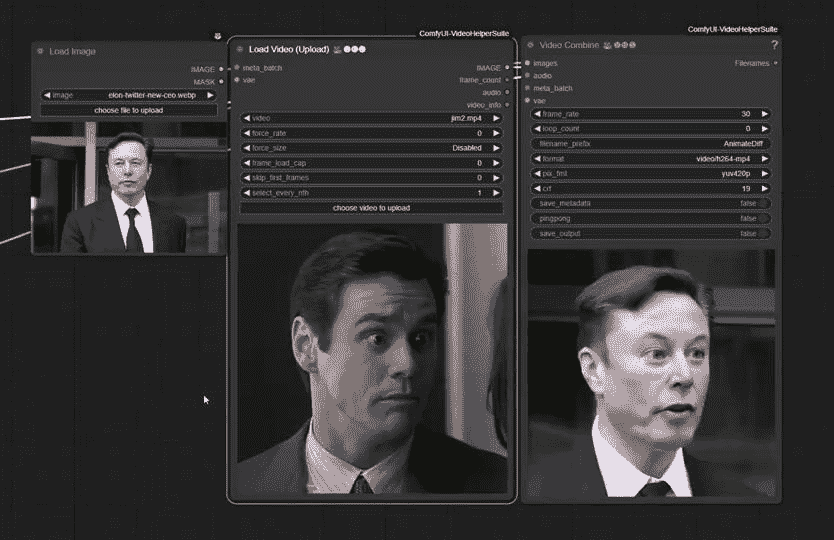 ComfyUI-VideoHelperSuite
ComfyUI-VideoHelperSuite
Load Image
IMAGE
MASK
image elon-twitter-new-ceo.webp
choose file to upload
Load Video (Upload)
meta_batch IMAGE
vae frame_count
audio
video_info
video jim2.mp4
force_rate 0
force_size Disabled
frame_load_cap 0
skip_first_frames 0
select_every_nth 1
choose video to upload
Video Combine
?
images Filenames
audio
meta_batch
vae
frame_rate 30
loop_count 0
filename_prefix AnimateDiff
format video/h264-mp4
pix_fmt yuv420p
crf 19
save_metadata false
pingpong false
save_output false